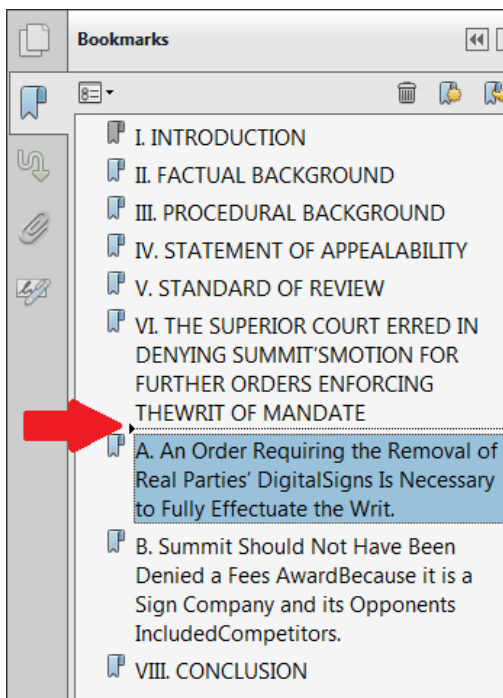 Bookmarks
I. INTRODUCTION
II. FACTUAL BACKGROUND
III. PROCEDURAL BACKGROUND
IV. STATEMENT OF APPEALABILITY
V. STANDARD OF REVIEW
VI. THE SUPERIOR COURT ERRED IN
DENYING SUMMIT'SMOTION FOR
FURTHER ORDERS ENFORCING
THEWRIT OF MANDATE
A. An Order Requiring the Removal of
Real Parties' DigitalSigns Is Necessary
to Fully Effectuate the Writ.
B. Summit Should Not Have Been
Denied a Fees AwardBecause it is a
Sign Company and its Opponents
IncludedCompetitors.
VIII. CONCLUSION